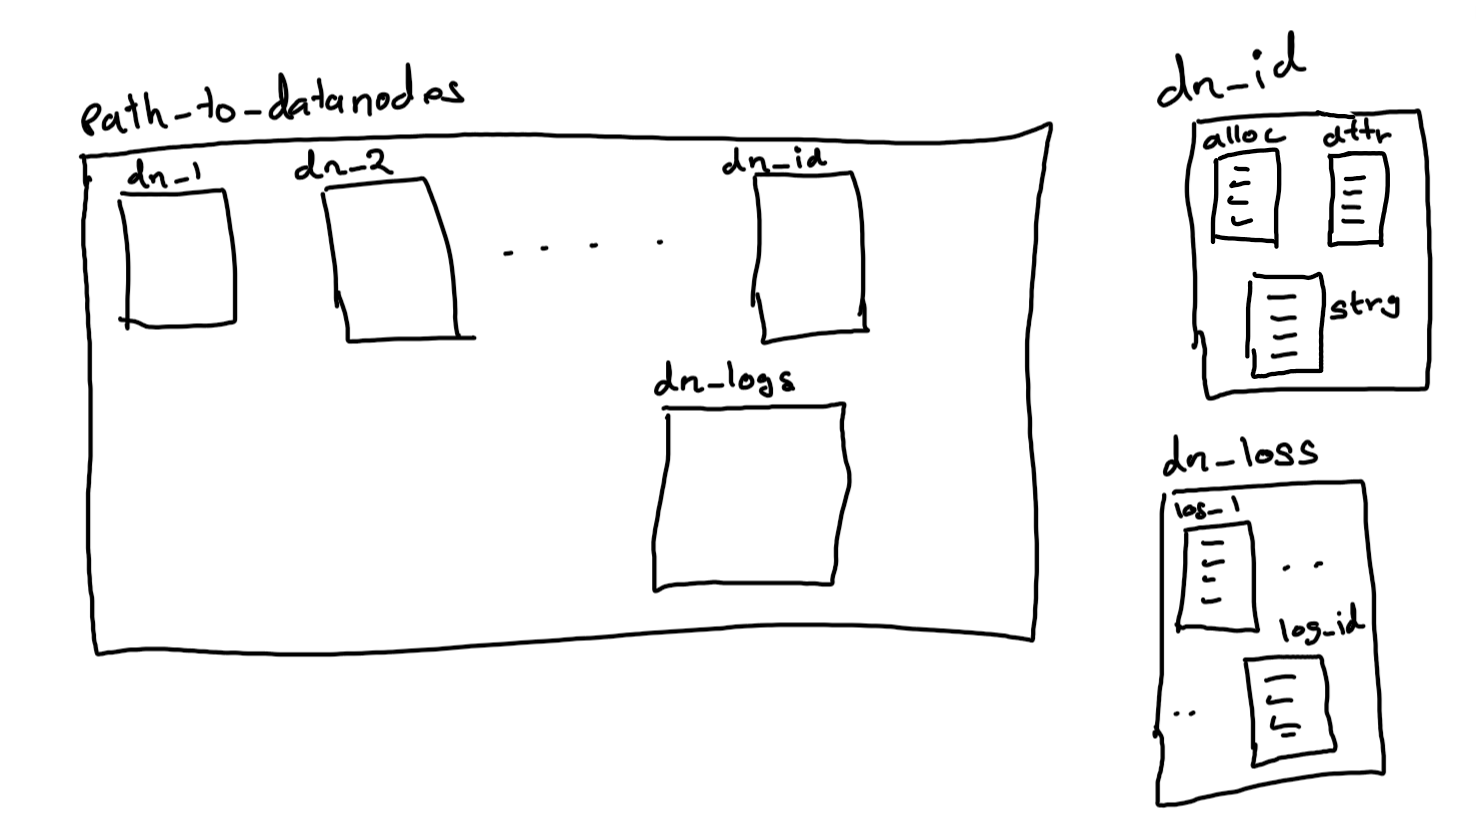 path-to-datanodes
dn-1
dn-2
dn-id
dn-logs
dn-id
alloc
attr
strg
dn-logs
log-1
log-id